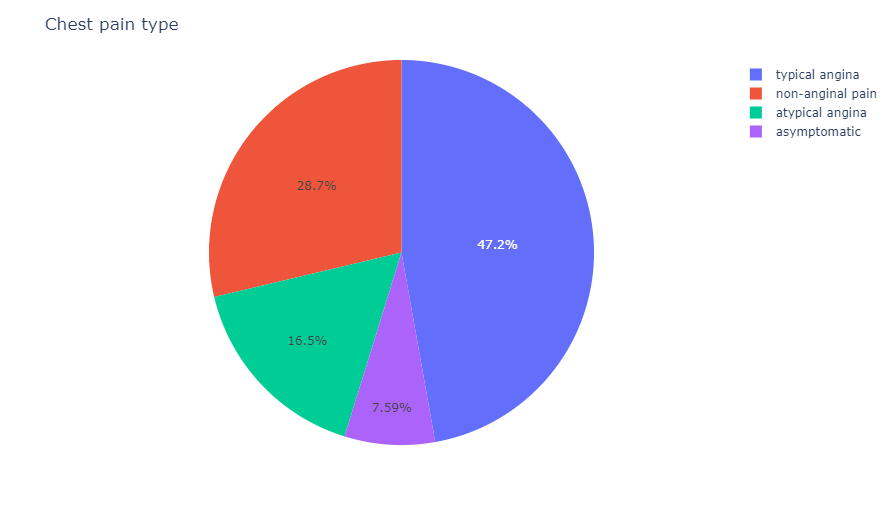 Chest pain type
typical angina
non-anginal pain
atypical angina
asymptomatic
28.7%
47.2%
16.5%
7.59%